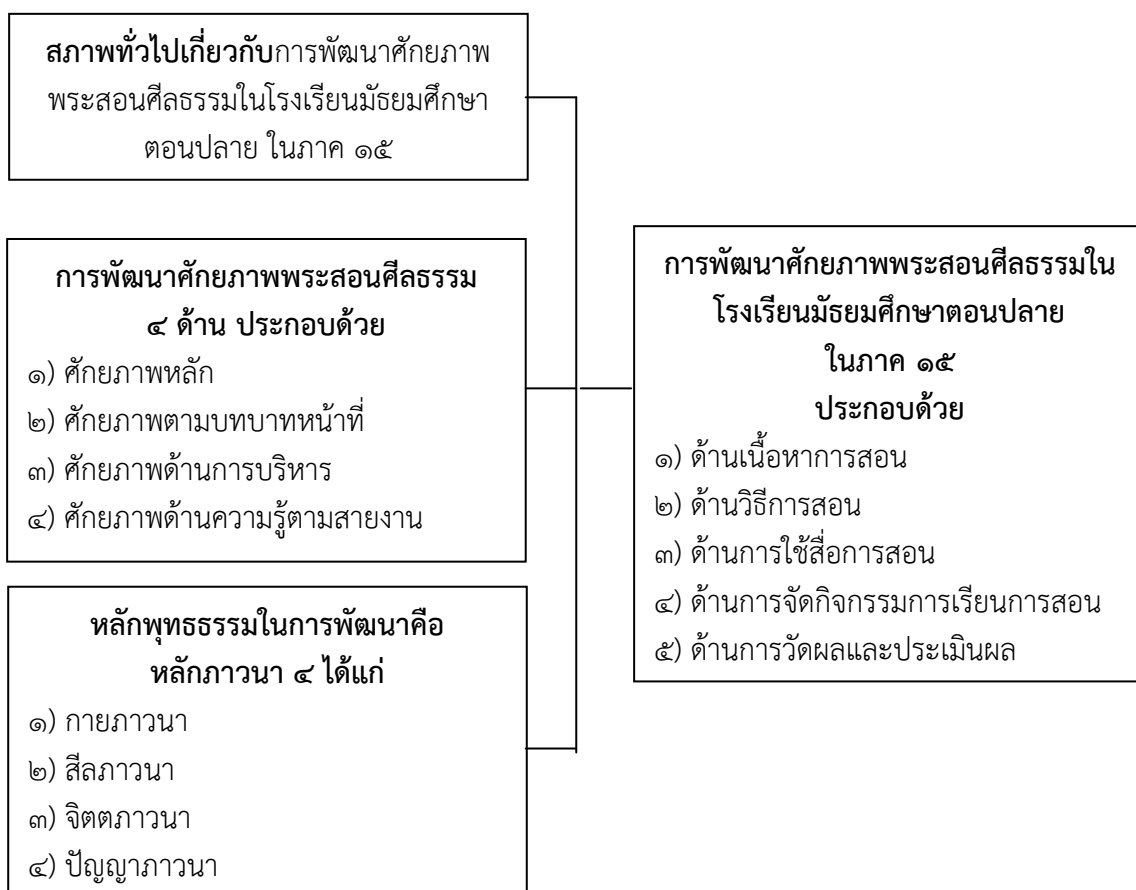 สภาพทั่วไปเกี่ยวกับการพัฒนาศักยภาพ
พระสอนศีลธรรมในโรงเรียนมัธยมศึกษา
ตอนปลาย ในภาค ๑๕
การพัฒนาศักยภาพพระสอนศีลธรรม
๔ ด้าน ประกอบด้วย
๑) ศักยภาพหลัก
๒) ศักยภาพตามบทบาทหน้าที่
๓) ศักยภาพด้านการบริหาร
๔) ศักยภาพด้านความรู้ตามสายงาน
หลักพุทธธรรมในการพัฒนาคือ
หลักภาวนา ๔ ได้แก่
๑) กายภาวนา
๒) สีลภาวนา
๓) จิตตภาวนา
๔) ปัญญาภาวนา
การพัฒนาศักยภาพพระสอนศีลธรรมใน
โรงเรียนมัธยมศึกษาตอนปลาย
ในภาค ๑๕
ประกอบด้วย
๑) ด้านเนื้อหาการสอน
๒) ด้านวิธีการสอน
๓) ด้านการใช้สื่อการสอน
๔) ด้านการจัดกิจกรรมการเรียนการสอน
๕) ด้านการวัดผลและประเมินผล